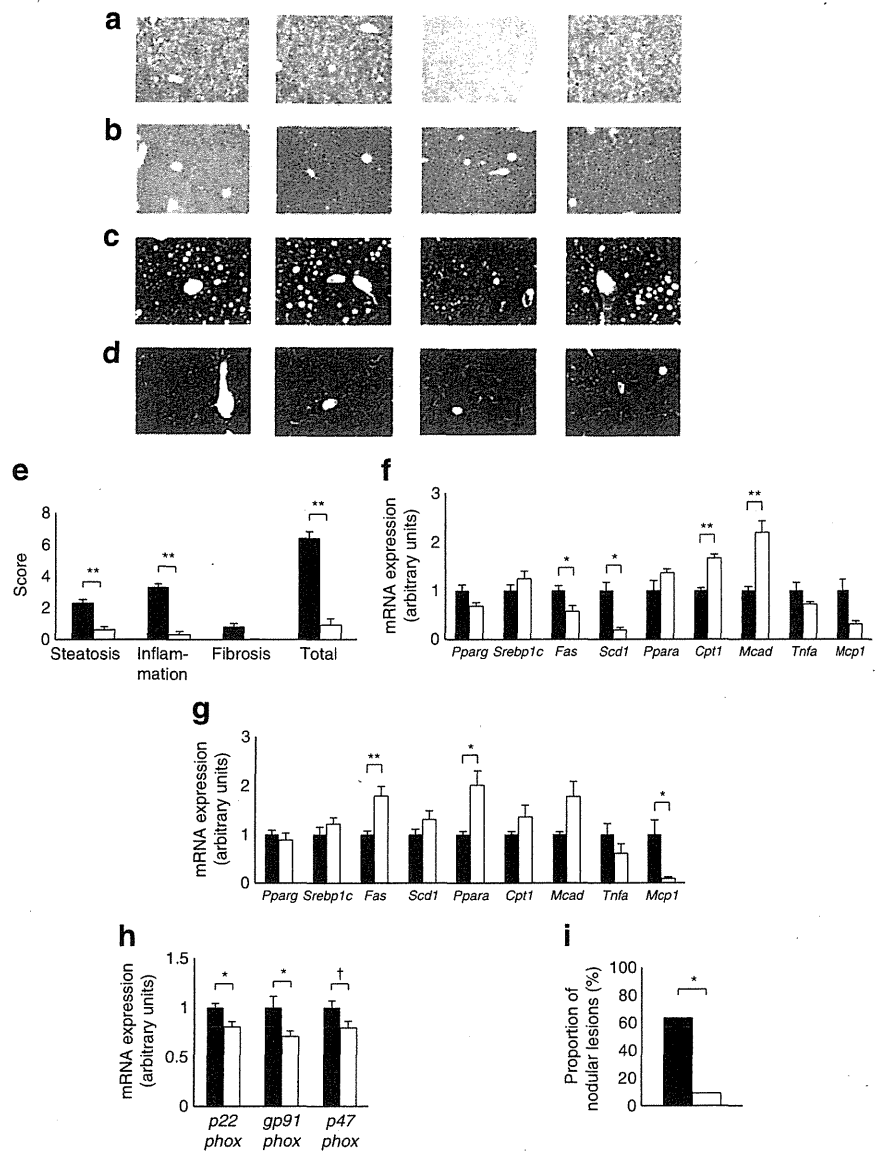 a
b
c
d
e
Score
8
6
4
2
0
**
**
**
Steatosis
Inflam-
mation
Fibrosis
Total
f
mRNA expression
(arbitrary units)
3
2
1
0
*
*
**
**
Pparg Srebp1c Fas Scd1 Ppara Cpt1 Mcad Tnfa Mcp1
g
mRNA expression
(arbitrary units)
3
2
1
0
**
*
*
Pparg Srebp1c Fas Scd1 Ppara Cpt1 Mcad Tnfa Mcp1
h
mRNA expression
(arbitrary units)
1.5
1
0.5
0
*
*
†
p22 gp91 p47
phox phox phox
i
Proportion of
nodular lesions (%)
100
80
60
40
20
0
*